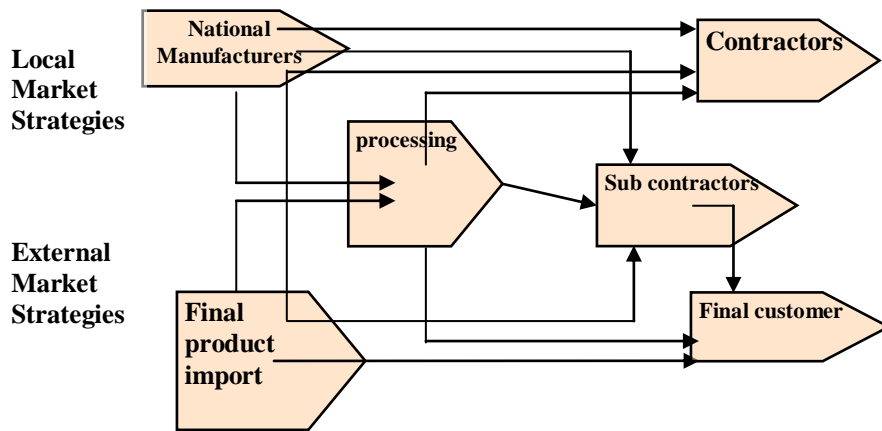 Local
Market
Strategies
National
Manufacturers
Contractors
processing
Sub contractors
External
Market
Strategies
Final
product
import
Final customer